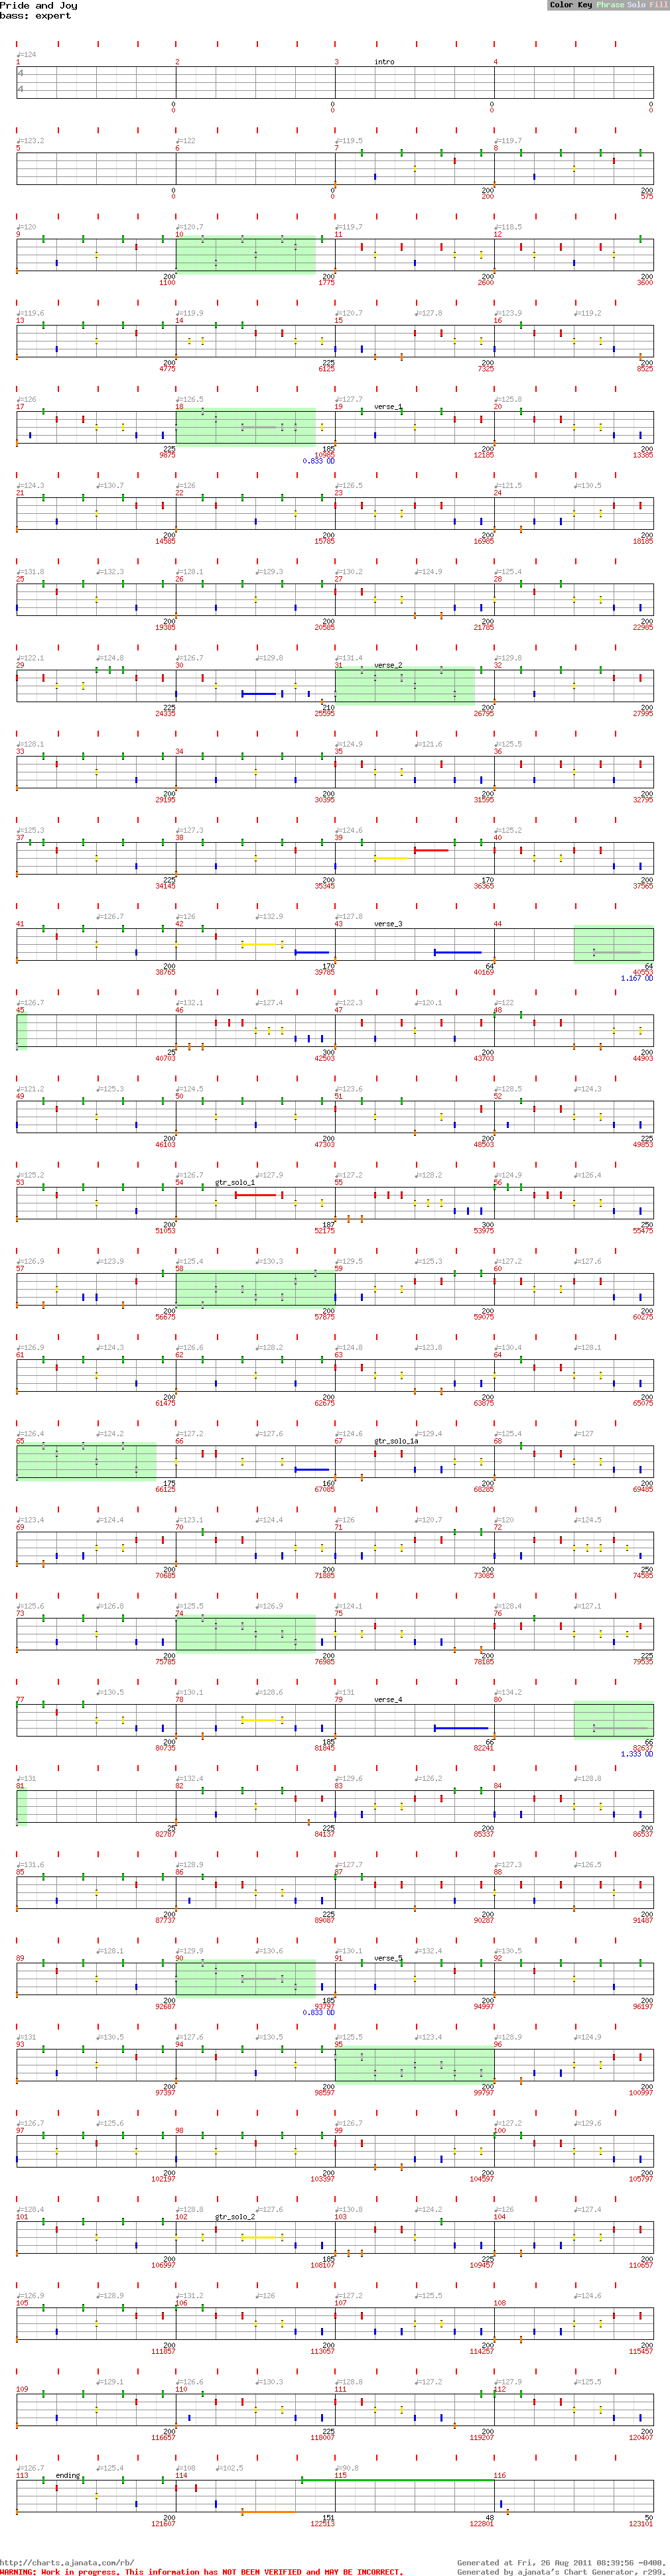 Pride and Joy
Color Key Phrase Solo Fill
bass: expert
♩=124
1 2 3 intro 4
4
4
0 0 0 0
0 0 0 0
♩=123.2 ♩=122 ♩=119.5 ♩=119.7
5 6 7 8
0 0 200 200
0 0 200 575
♩=120 ♩=120.7 ♩=119.7 ♩=118.5
9 10 11 12
200 200 200 200
1100 1775 2600 3600
♩=119.6 ♩=119.9 ♩=120.7 ♩=127.8 ♩=123.9 ♩=119.2
13 14 15 16
200 225 200 200
4775 6125 7325 8525
♩=126 ♩=126.5 ♩=127.7 ♩=125.8
17 18 19 verse_1 20
225 185 200 200
9875 10985 12185 13385
0.833 OD
♩=124.3 ♩=130.7 ♩=126 ♩=126.5 ♩=121.5 ♩=130.5
21 22 23 24
200 200 200 200
14585 15785 16985 18185
♩=131.8 ♩=132.3 ♩=128.1 ♩=129.3 ♩=130.2 ♩=124.9 ♩=125.4
25 26 27 28
200 200 200 200
19385 20585 21785 22985
♩=122.1 ♩=124.8 ♩=126.7 ♩=129.8 ♩=131.4 ♩=129.8
29 30 31 verse_2 32
225 210 200 200
24335 25595 26795 27995
♩=128.1 ♩=124.9 ♩=121.6 ♩=125.5
33 34 35 36
200 200 200 200
29195 30395 31595 32795
♩=125.3 ♩=127.3 ♩=124.6 ♩=125.2
37 38 39 40
225 200 170 200
34145 35345 36365 37565
♩=126.7 ♩=126 ♩=132.9 ♩=127.8
41 42 43 verse_3 44
200 170 64 64
38765 39785 40169 40553
1.167 OD
♩=126.7 ♩=132.1 ♩=127.4 ♩=122.3 ♩=120.1 ♩=122
45 46 47 48
25 300 200 200
40703 42503 43703 44903
♩=121.2 ♩=125.3 ♩=124.5 ♩=123.6 ♩=128.5 ♩=124.3
49 50 51 52
200 200 200 225
46103 47303 48503 49853
♩=125.2 ♩=126.7 ♩=127.9 ♩=127.2 ♩=128.2 ♩=124.9 ♩=126.4
53 54 gtr_solo_1 55 56
200 187 300 250
51053 52175 53975 55475
♩=126.9 ♩=123.9 ♩=125.4 ♩=130.3 ♩=129.5 ♩=125.3 ♩=127.2 ♩=127.6
57 58 59 60
200 200 200 200
56675 57875 59075 60275
♩=126.9 ♩=124.3 ♩=126.6 ♩=128.2 ♩=124.8 ♩=123.8 ♩=130.4 ♩=128.1
61 62 63 64
200 200 200 200
61475 62675 63875 65075
♩=126.4 ♩=124.2 ♩=127.2 ♩=127.6 ♩=124.6 ♩=129.4 ♩=125.4 ♩=127
65 66 67 gtr_solo_1a 68
175 160 200 200
66125 67085 68285 69485
♩=123.4 ♩=124.4 ♩=123.1 ♩=124.4 ♩=126 ♩=120.7 ♩=120 ♩=124.5
69 70 71 72
200 200 200 250
70685 71885 73085 74585
♩=125.6 ♩=126.8 ♩=125.5 ♩=126.9 ♩=124.1 ♩=128.4 ♩=127.1
73 74 75 76
200 200 200 225
75785 76985 78185 79535
♩=130.5 ♩=130.1 ♩=128.6 ♩=131 ♩=134.2
77 78 79 verse_4 80
200 185 66 66
80735 81845 82241 82637
1.333 OD
♩=131 ♩=132.4 ♩=129.6 ♩=126.2 ♩=128.8
81 82 83 84
25 225 200 200
82787 84137 85337 86537
♩=131.6 ♩=128.9 ♩=127.7 ♩=127.3 ♩=126.5
85 86 87 88
200 225 200 200
87737 89087 90287 91487
♩=128.1 ♩=129.9 ♩=130.6 ♩=130.1 ♩=132.4 ♩=130.5
89 90 91 verse_5 92
200 185 200 200
92687 93797 94997 96197
0.833 OD
♩=131 ♩=130.5 ♩=127.6 ♩=130.5 ♩=125.5 ♩=123.4 ♩=128.9 ♩=124.9
93 94 95 96
200 200 200 200
97397 98597 99797 100997
♩=126.7 ♩=125.6 ♩=126.7 ♩=127.2 ♩=129.6
97 98 99 100
200 200 200 200
102197 103397 104597 105797
♩=128.4 ♩=128.8 ♩=127.6 ♩=130.8 ♩=124.2 ♩=126 ♩=127.4
101 102 gtr_solo_2 103 104
200 185 225 200
106997 108107 109457 110657
♩=126.9 ♩=128.9 ♩=131.2 ♩=126 ♩=127.2 ♩=125.5 ♩=124.6
105 106 107 108
200 200 200 200
111857 113057 114257 115457
♩=129.1 ♩=126.6 ♩=130.3 ♩=128.8 ♩=127.2 ♩=127.9 ♩=125.5
109 110 111 112
200 225 200 200
116657 118007 119207 120407
♩=126.7 ♩=125.4 ♩=108 ♩=102.5 ♩=90.8
113 ending 114 115 116
200 151 48 50
121607 122513 122801 123101
http://charts.ajanata.com/rb/
Generated at Fri, 26 Aug 2011 08:39:56 -0400.
WARNING: Work in progress. This information has NOT BEEN VERIFIED and MAY BE INCORRECT.
Generated by ajanata's Chart Generator, r299.